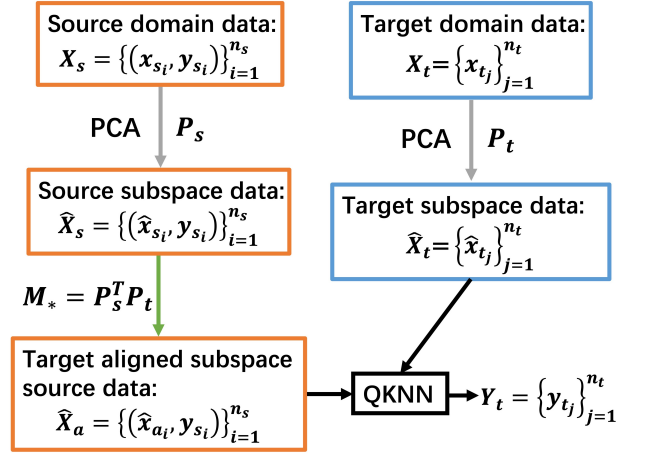 Source domain data:
X_s = {(x_{s_i}, y_{s_i})}_{i=1}^{n_s}
Target domain data:
X_t= {x_{t_j}}_{j=1}^{n_t}
PCA P_s
PCA P_t
Source subspace data:
X̂_s = {(x̂_{s_i}, y_{s_i})}_{i=1}^{n_s}
Target subspace data:
X̂_t= {x̂_{t_j}}_{j=1}^{n_t}
M_* = P_s^T P_t
Target aligned subspace
source data:
X̂_a = {(x̂_{a_i}, y_{s_i})}_{i=1}^{n_s}
QKNN
Y_t = {y_{t_j}}_{j=1}^{n_t}